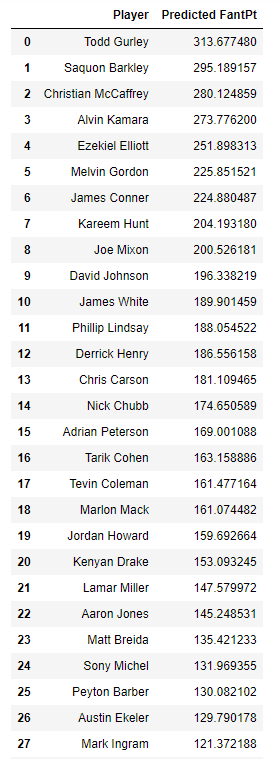 Player Predicted FantPt
0 Todd Gurley 313.677480
1 Saquon Barkley 295.189157
2 Christian McCaffrey 280.124859
3 Alvin Kamara 273.776200
4 Ezekiel Elliott 251.898313
5 Melvin Gordon 225.851521
6 James Conner 224.880487
7 Kareem Hunt 204.193180
8 Joe Mixon 200.526181
9 David Johnson 196.338219
10 James White 189.901459
11 Phillip Lindsay 188.054522
12 Derrick Henry 186.556158
13 Chris Carson 181.109465
14 Nick Chubb 174.650589
15 Adrian Peterson 169.001088
16 Tarik Cohen 163.158886
17 Tevin Coleman 161.477164
18 Marlon Mack 161.074482
19 Jordan Howard 159.692664
20 Kenyan Drake 153.093245
21 Lamar Miller 147.579972
22 Aaron Jones 145.248531
23 Matt Breida 135.421233
24 Sony Michel 131.969355
25 Peyton Barber 130.082102
26 Austin Ekeler 129.790178
27 Mark Ingram 121.372188